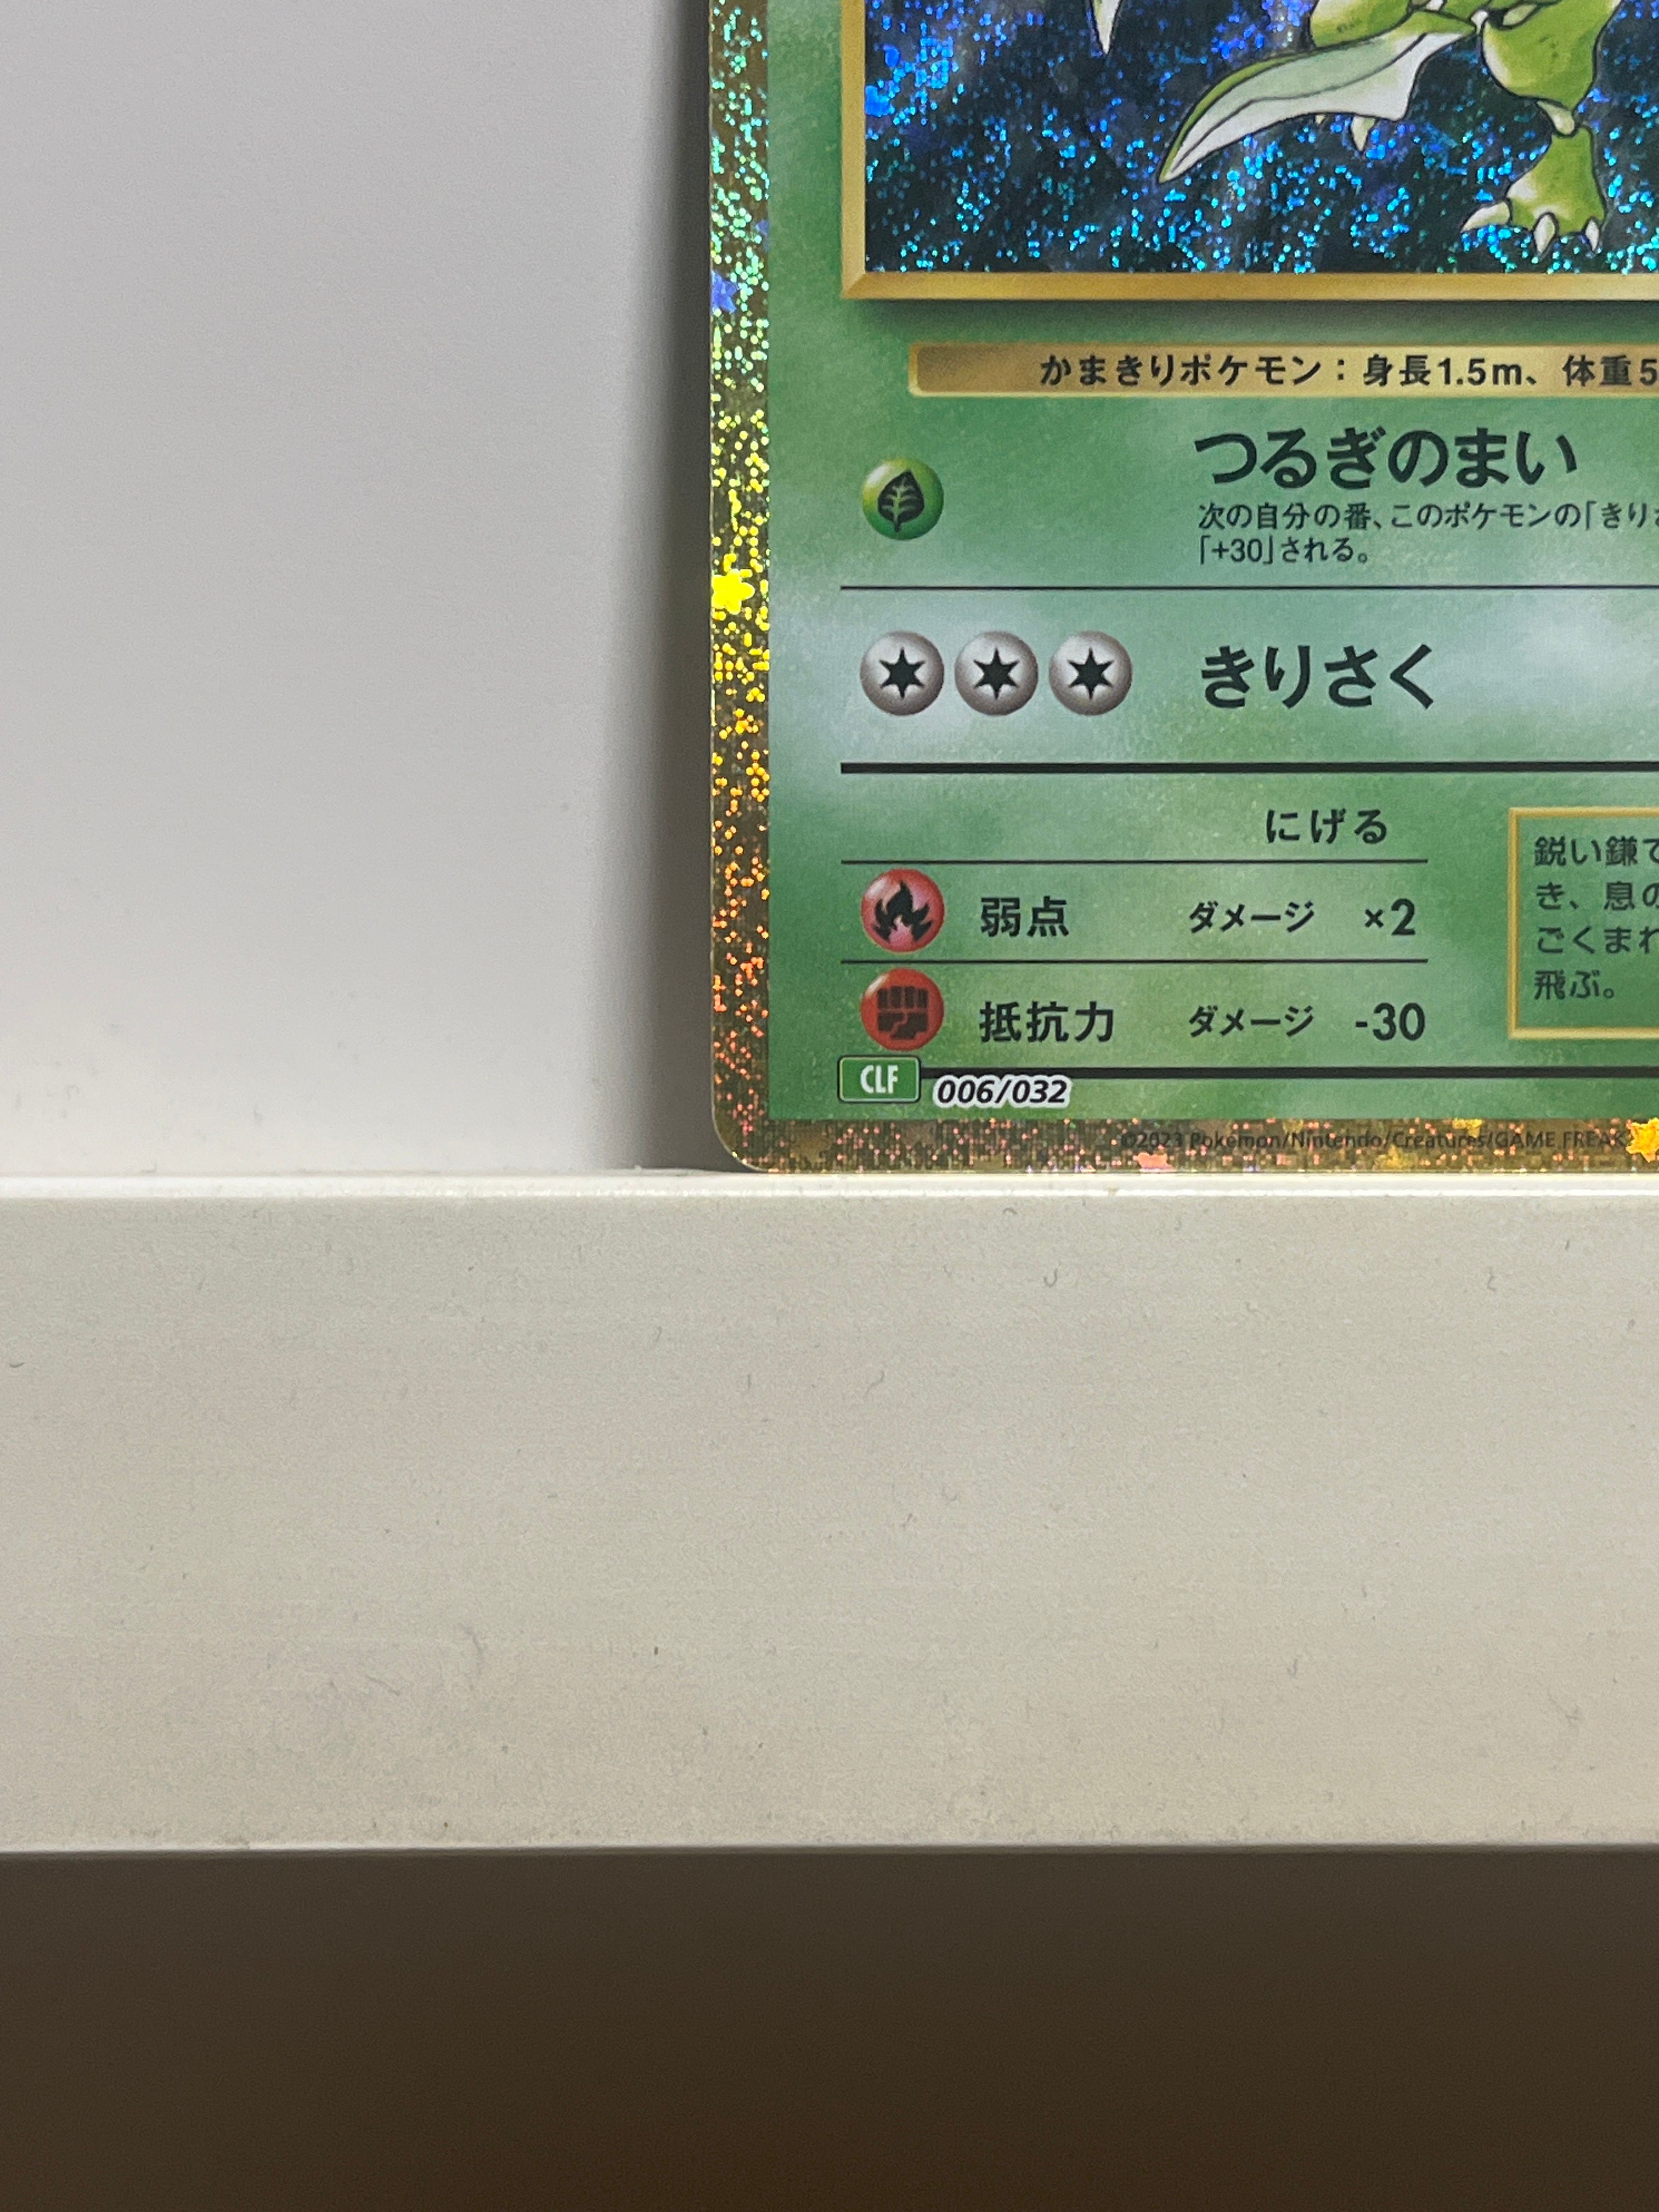 かまきりポケモン：身長1.5m、体重5
つるぎのまい
次の自分の番、このポケモンの「きりさ
「+30」される。
きりさく
にげる
弱点 ダメージ ×2
抵抗力 ダメージ -30
鋭い鎌で
き、息の
ごくまれ
飛ぶ。
CLF 006/032
©2023 Pokémon/Nintendo/Creatures/GAME FREAK